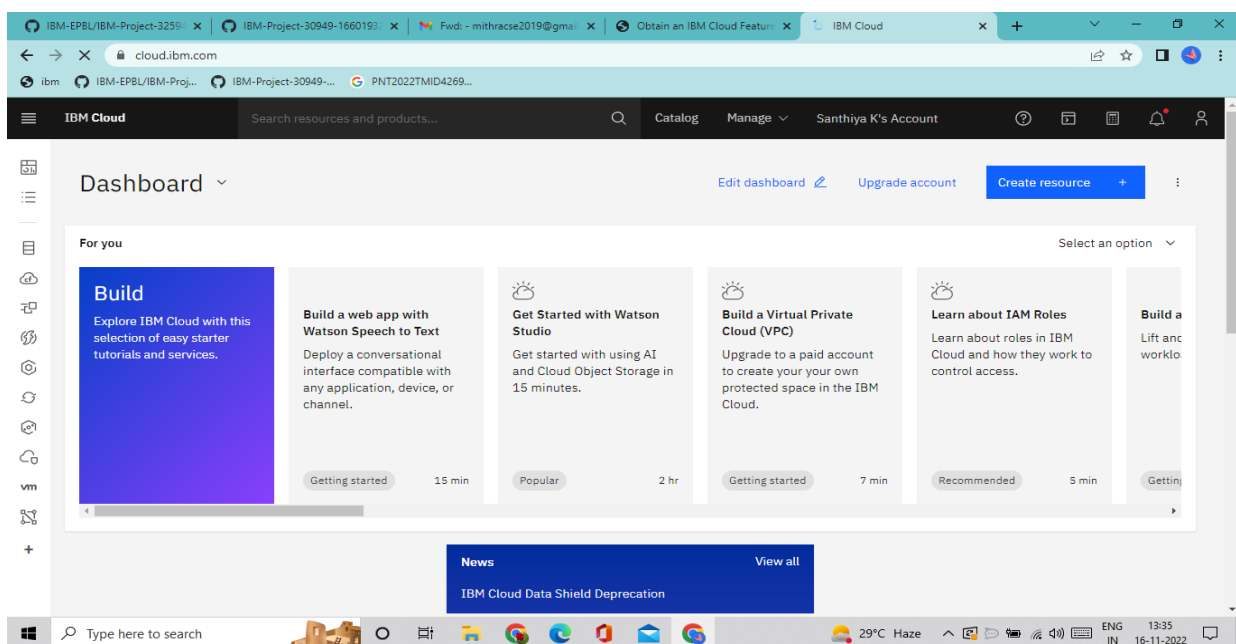 IBM-EPBL/IBM-Project-3259
IBM-Project-30949-1660193
Fwd: - mithracse2019@gmai
Obtain an IBM Cloud Feature
IBM Cloud
cloud.ibm.com
ibm
IBM-EPBL/IBM-Proj...
IBM-Project-30949-...
PNT2022TMID4269...
IBM Cloud
Search resources and products...
Catalog
Manage
Santhiya K's Account
Dashboard
Edit dashboard
Upgrade account
Create resource +
For you
Select an option
Build
Explore IBM Cloud with this
selection of easy starter
tutorials and services.
Build a web app with
Watson Speech to Text
Deploy a conversational
interface compatible with
any application, device, or
channel.
Getting started 15 min
Get Started with Watson
Studio
Get started with using AI
and Cloud Object Storage in
15 minutes.
Popular 2 hr
Build a Virtual Private
Cloud (VPC)
Upgrade to a paid account
to create your your own
protected space in the IBM
Cloud.
Getting started 7 min
Learn about IAM Roles
Learn about roles in IBM
Cloud and how they work to
control access.
Recommended 5 min
Build a
Lift and
worklo
Getting
vm
News View all
IBM Cloud Data Shield Deprecation
Type here to search
29°C Haze
ENG
IN
13:35
16-11-2022